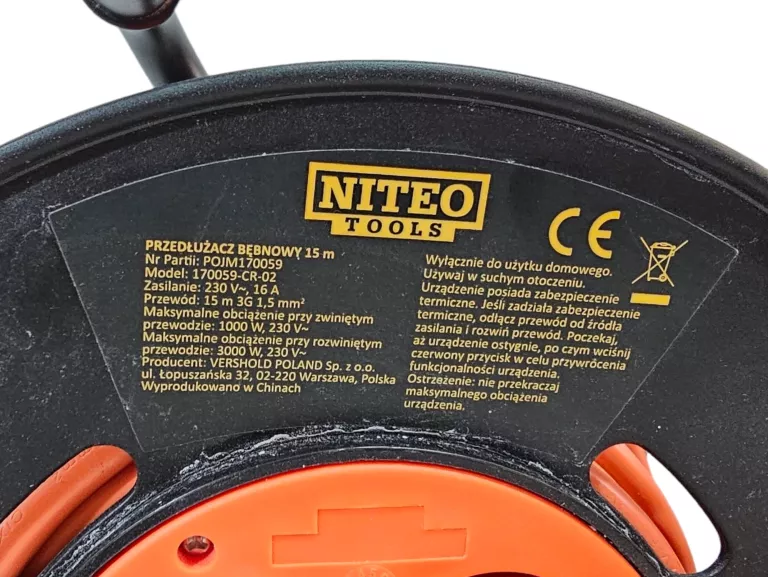 NITEO
TOOLS
PRZEDŁUŻACZ BĘBNOWY 15 m
Nr Partii: POJM170059
Model: 170059-CR-02
Zasilanie: 230 V~, 16 A
Przewód: 15 m 3G 1,5 mm²
Maksymalne obciążenie przy zwiniętym
przewodzie: 1000 W, 230 V~
Maksymalne obciążenie przy rozwiniętym
przewodzie: 3000 W, 230 V~
Producent: VERSHOLD POLAND Sp. z o.o.
ul. Łopuszańska 32, 02-220 Warszawa, Polska
Wyprodukowano w Chinach
CE
Wyłącznie do użytku domowego.
Używaj w suchym otoczeniu.
Urządzenie posiada zabezpieczenie
termiczne. Jeśli zadziała zabezpieczenie
termiczne, odłącz przewód od źródła
zasilania i rozwiń przewód. Poczekaj,
aż urządzenie ostygnie, po czym wciśnij
czerwony przycisk w celu przywrócenia
funkcjonalności urządzenia.
Ostrzeżenie: nie przekraczaj
maksymalnego obciążenia
urządzenia.